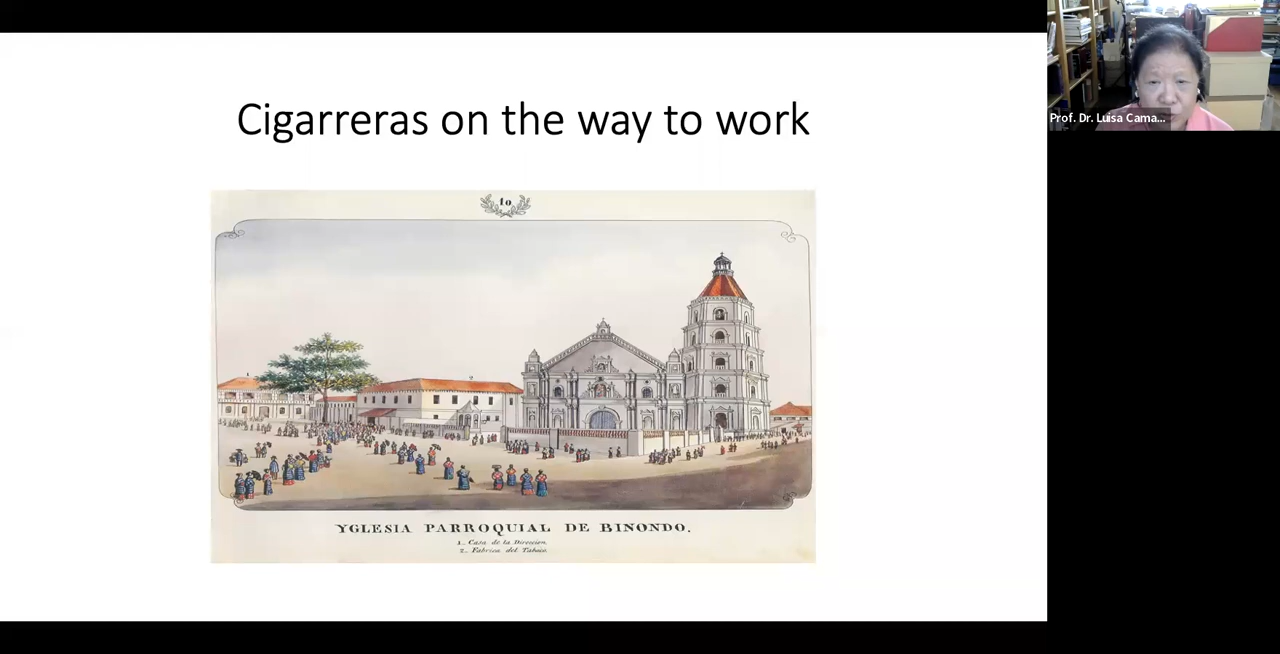 Cigarreras on the way to work
Prof. Dr. Luisa Cama...
10
YGLESIA PARROQUIAL DE BINONDO.
1. Casa de la Direccion.
2. Fabrica del Tabaco.